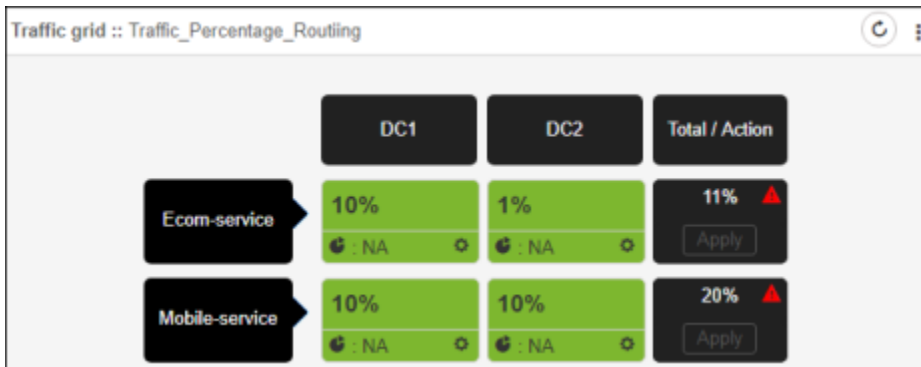 Traffic grid :: Traffic_Percentage_Routiing
DC1 DC2 Total / Action
Ecom-service 10% 1% 11%
: NA : NA Apply
Mobile-service 10% 10% 20%
: NA : NA Apply